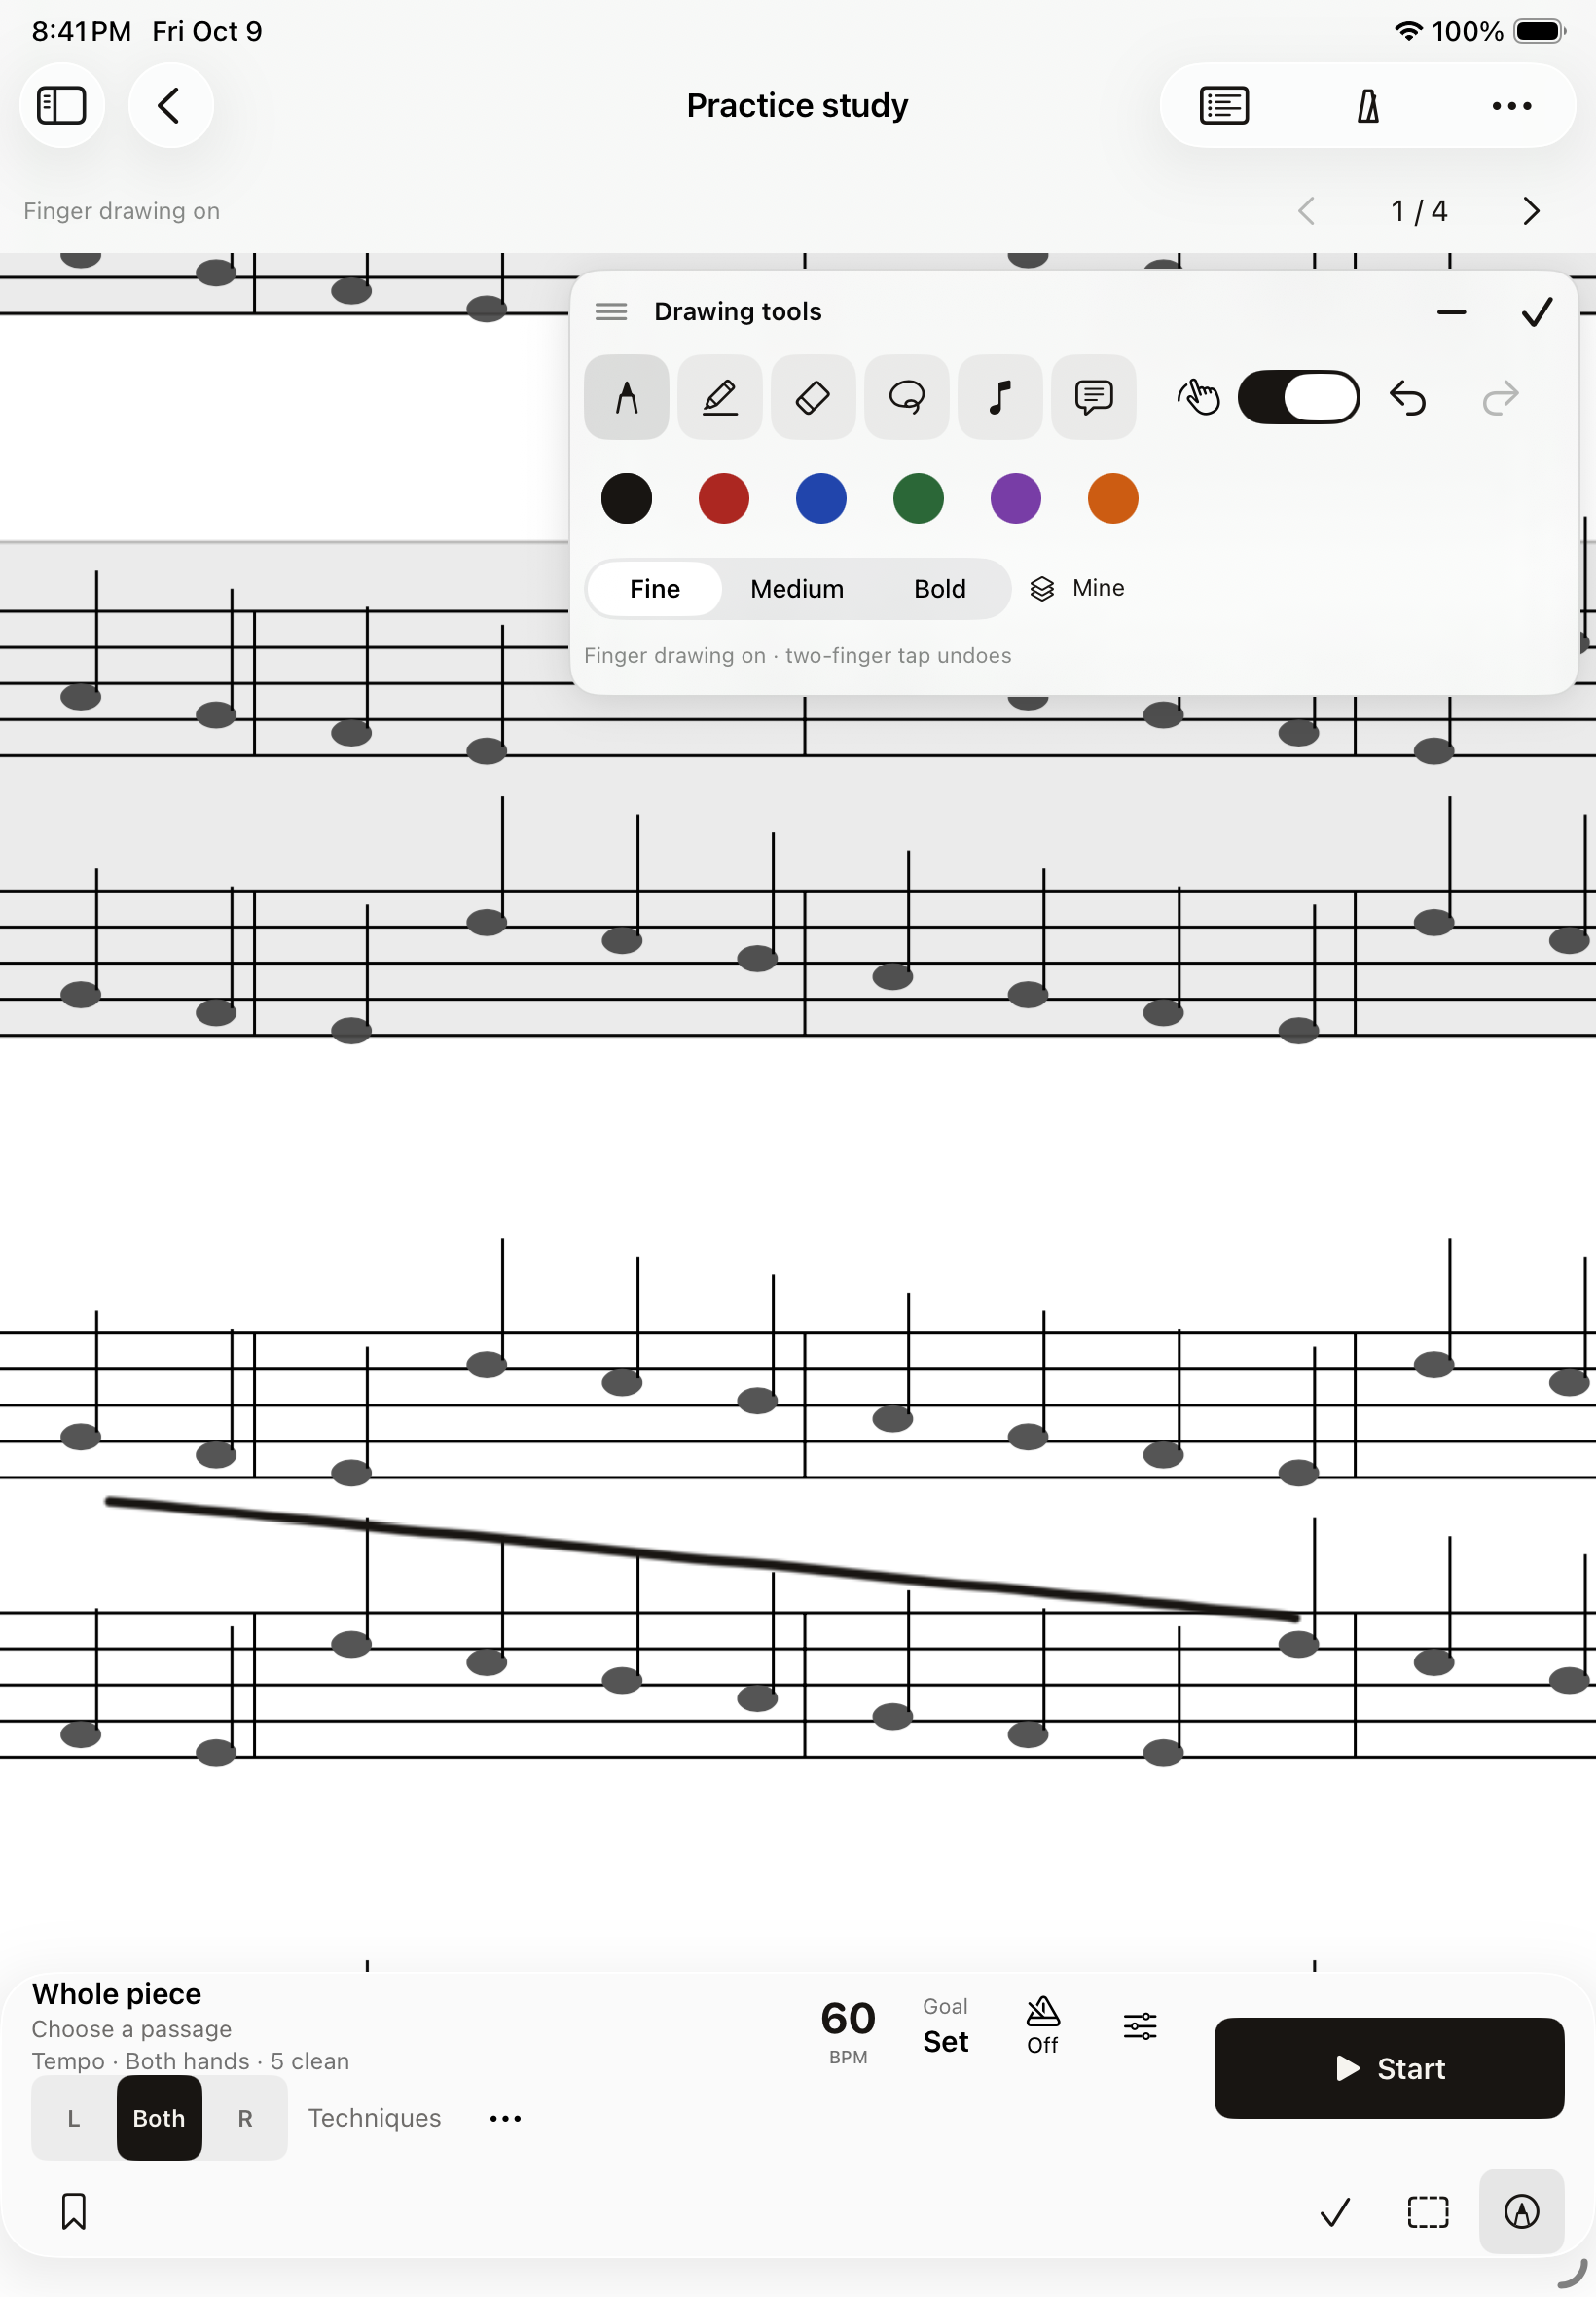 8:41 PM Fri Oct 9 100%
Practice study
Finger drawing on 1 / 4
Drawing tools
Fine Medium Bold Mine
Finger drawing on · two-finger tap undoes
Whole piece
Choose a passage
Tempo · Both hands · 5 clean
L Both R Techniques
60
BPM
Goal
Set
Off
Start